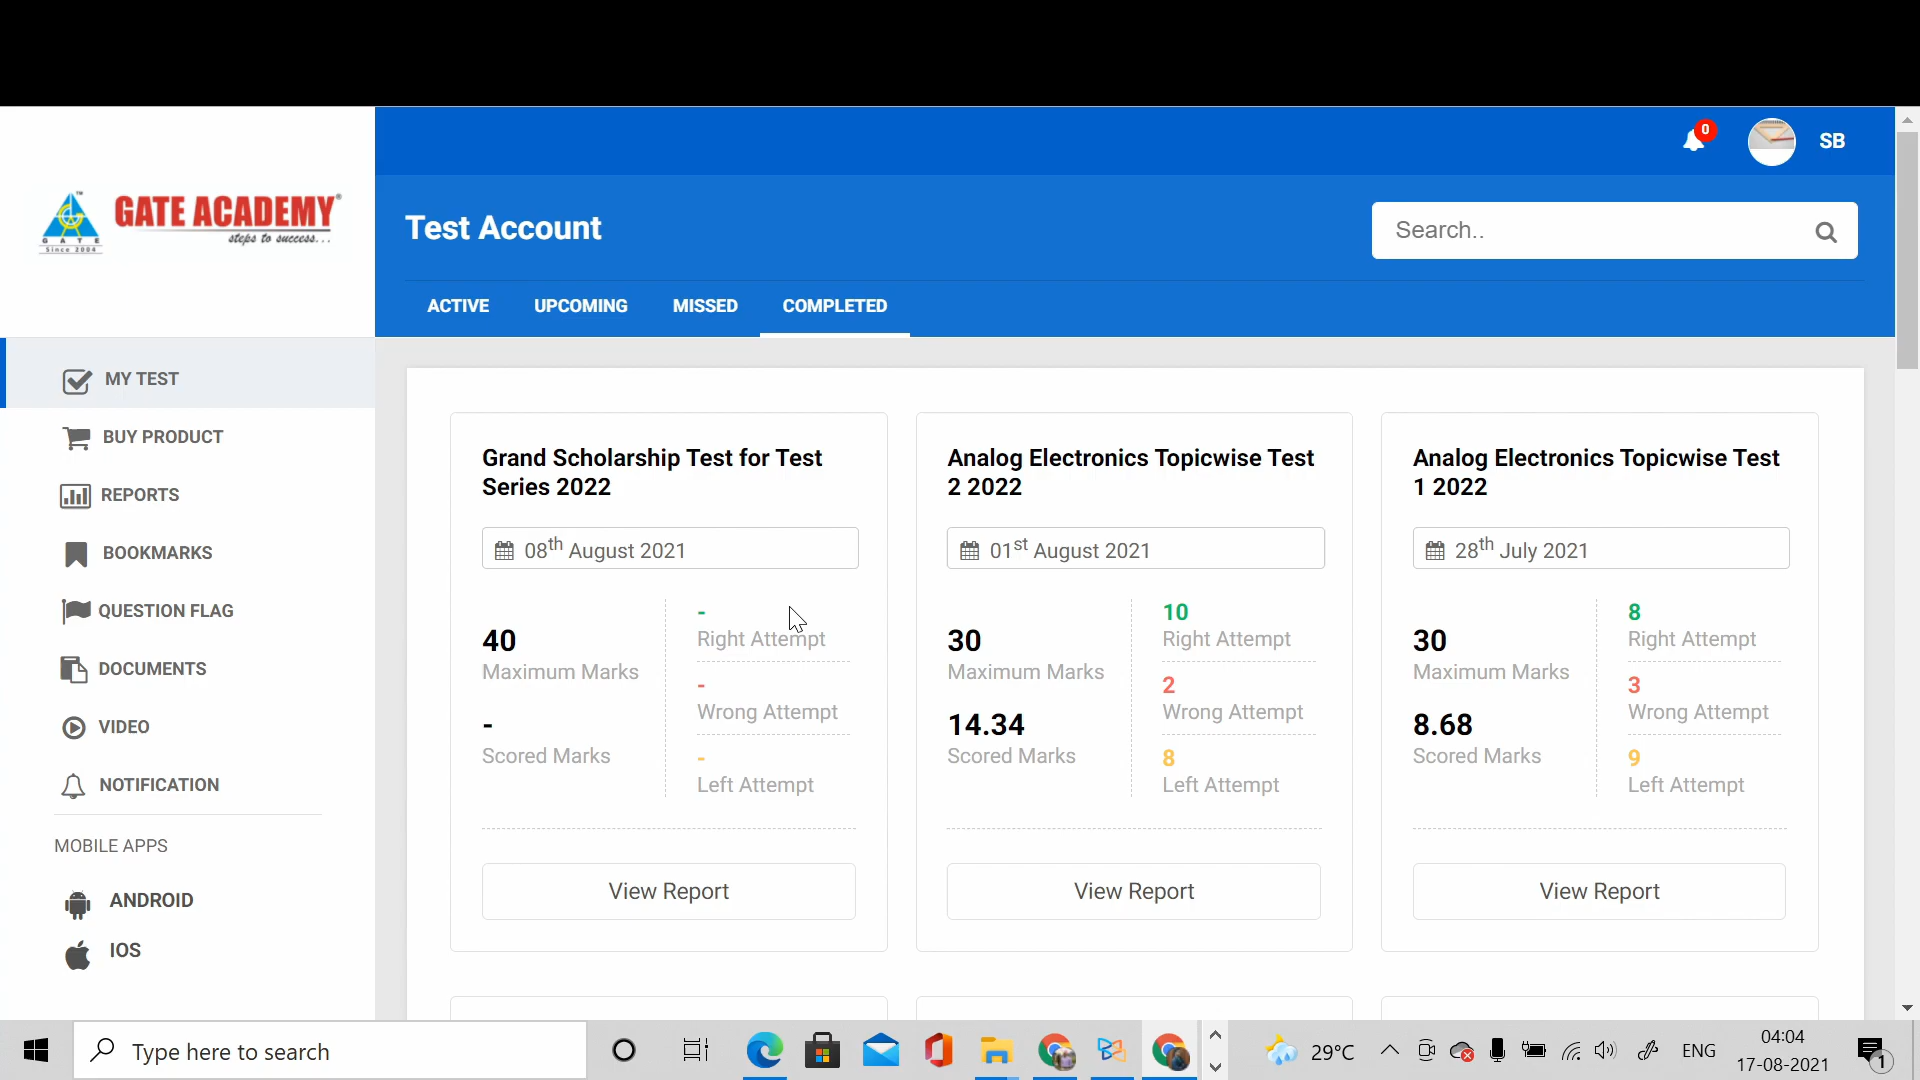 0
SB
GATE ACADEMY®
steps to success...
TM
GATE
Since 2004
Test Account
Search..
ACTIVE
UPCOMING
MISSED
COMPLETED
MY TEST
BUY PRODUCT
REPORTS
BOOKMARKS
QUESTION FLAG
DOCUMENTS
VIDEO
NOTIFICATION
MOBILE APPS
ANDROID
IOS
Grand Scholarship Test for Test
Series 2022
08th August 2021
40
Maximum Marks
-
Scored Marks
-
Right Attempt
-
Wrong Attempt
-
Left Attempt
View Report
Analog Electronics Topicwise Test
2 2022
01st August 2021
30
Maximum Marks
14.34
Scored Marks
10
Right Attempt
2
Wrong Attempt
8
Left Attempt
View Report
Analog Electronics Topicwise Test
1 2022
28th July 2021
30
Maximum Marks
8.68
Scored Marks
8
Right Attempt
3
Wrong Attempt
9
Left Attempt
View Report
Type here to search
29°C
ENG
04:04
17-08-2021
1